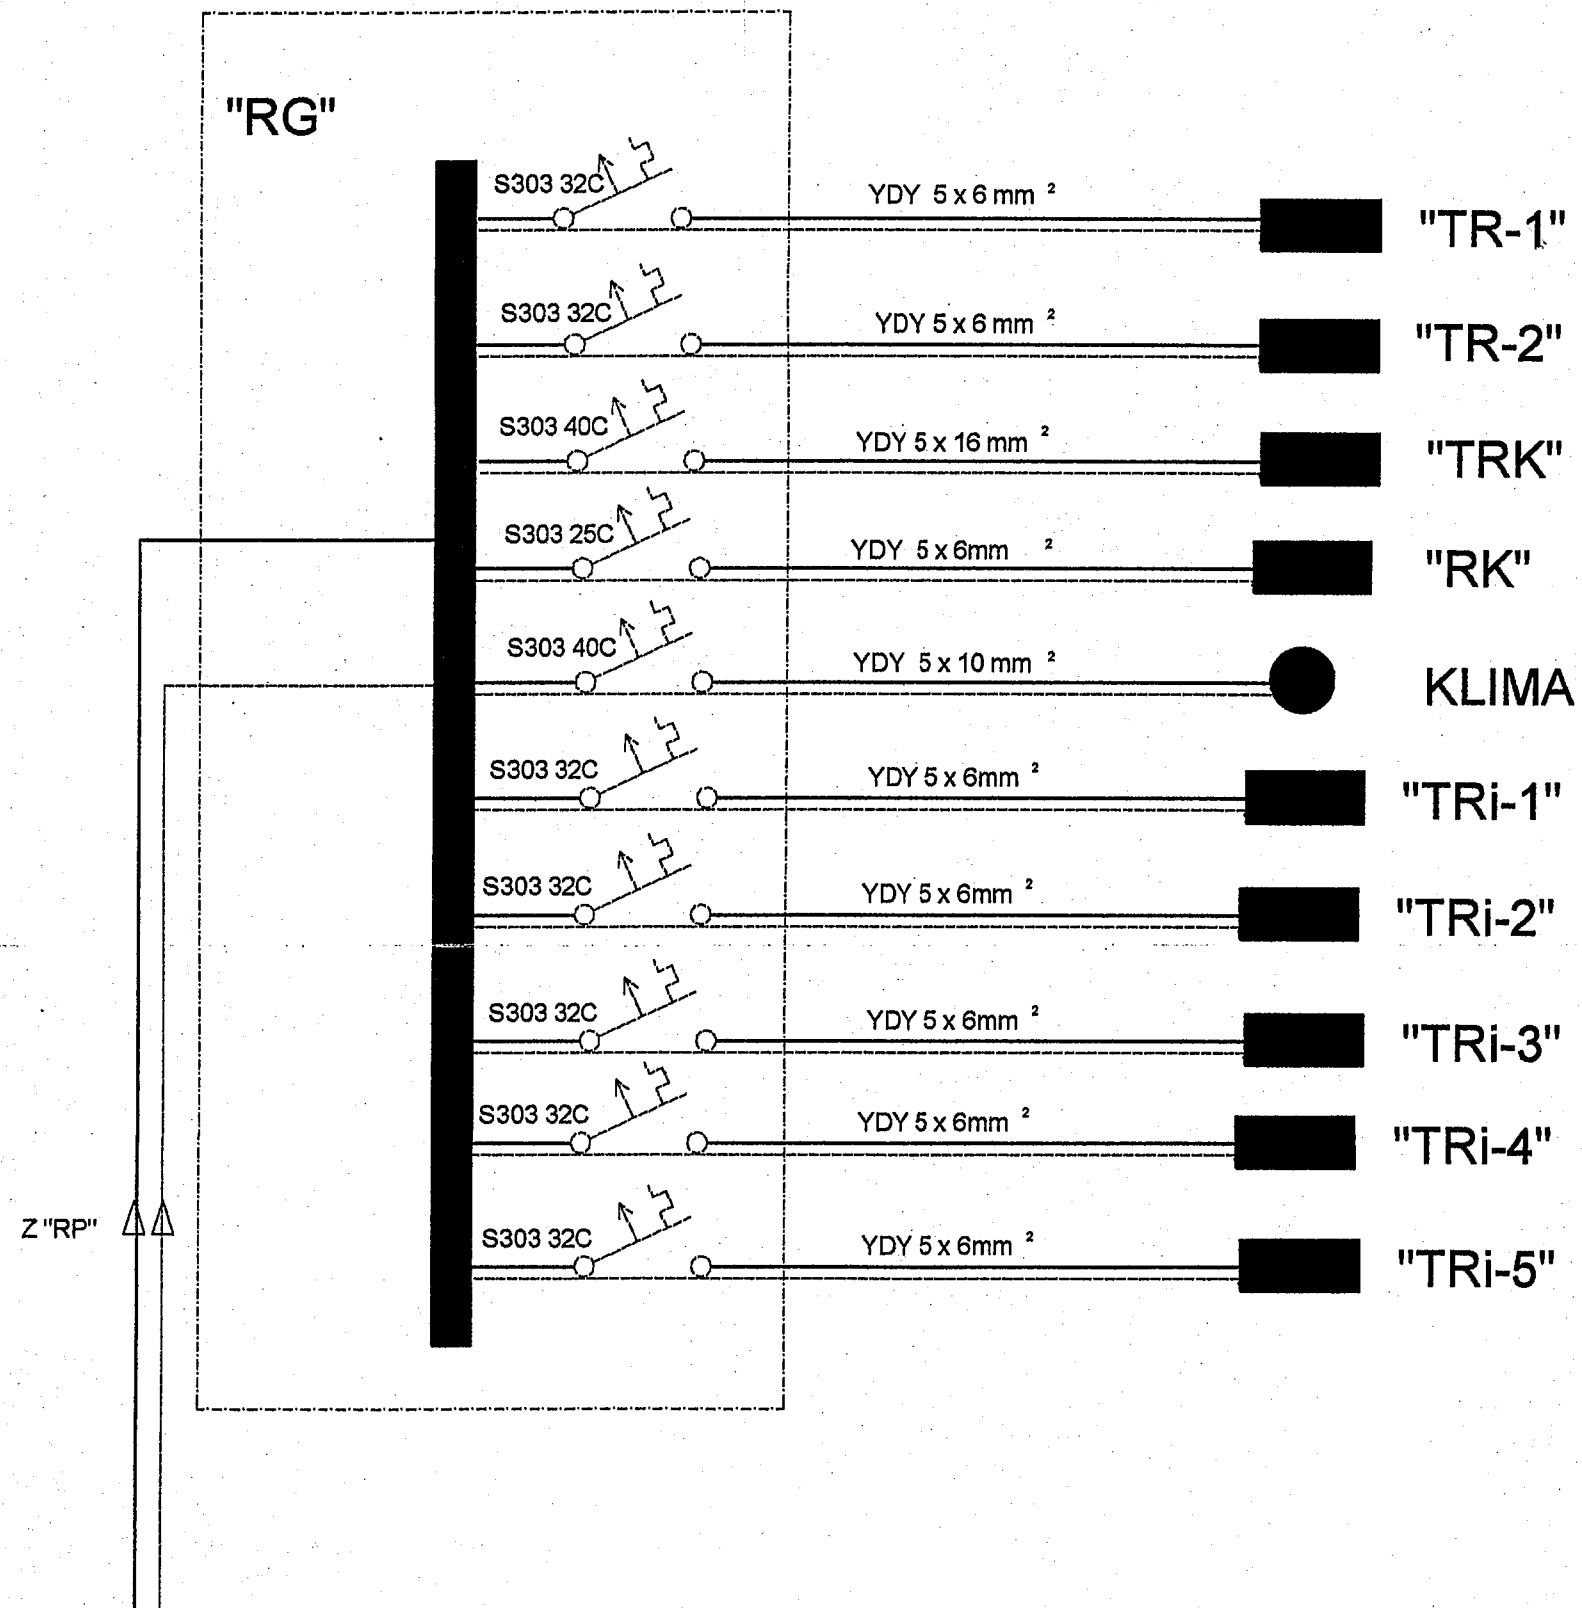 "RG"
S303 32C YDY 5 x 6 mm ² "TR-1"
S303 32C YDY 5 x 6 mm ² "TR-2"
S303 40C YDY 5 x 16 mm ² "TRK"
S303 25C YDY 5 x 6mm ² "RK"
S303 40C YDY 5 x 10 mm ² KLIMA
S303 32C YDY 5 x 6mm ² "TRi-1"
S303 32C YDY 5 x 6mm ² "TRi-2"
S303 32C YDY 5 x 6mm ² "TRi-3"
S303 32C YDY 5 x 6mm ² "TRi-4"
Z "RP"
S303 32C YDY 5 x 6mm ² "TRi-5"